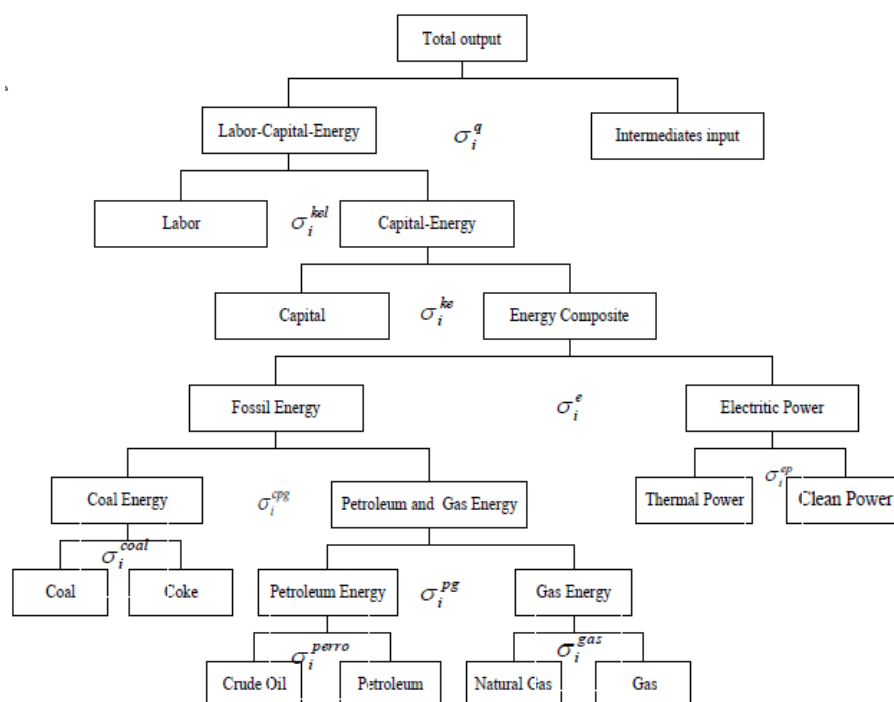 Total output
Labor-Capital-Energy
σ_i^q
Intermediates input
Labor
σ_i^kel
Capital-Energy
Capital
σ_i^ke
Energy Composite
Fossil Energy
σ_i^e
Electritic Power
Coal Energy
σ_i^cpg
Petroleum and Gas Energy
Thermal Power
σ_i^ep
Clean Power
σ_i^coal
Coal
Coke
Petroleum Energy
σ_i^pg
Gas Energy
σ_i^perro
σ_i^gas
Crude Oil
Petroleum
Natural Gas
Gas